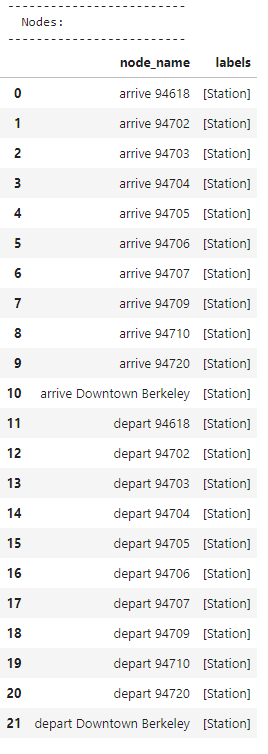 -------------------------
Nodes:
-------------------------
node_name labels
0 arrive 94618 [Station]
1 arrive 94702 [Station]
2 arrive 94703 [Station]
3 arrive 94704 [Station]
4 arrive 94705 [Station]
5 arrive 94706 [Station]
6 arrive 94707 [Station]
7 arrive 94709 [Station]
8 arrive 94710 [Station]
9 arrive 94720 [Station]
10 arrive Downtown Berkeley [Station]
11 depart 94618 [Station]
12 depart 94702 [Station]
13 depart 94703 [Station]
14 depart 94704 [Station]
15 depart 94705 [Station]
16 depart 94706 [Station]
17 depart 94707 [Station]
18 depart 94709 [Station]
19 depart 94710 [Station]
20 depart 94720 [Station]
21 depart Downtown Berkeley [Station]